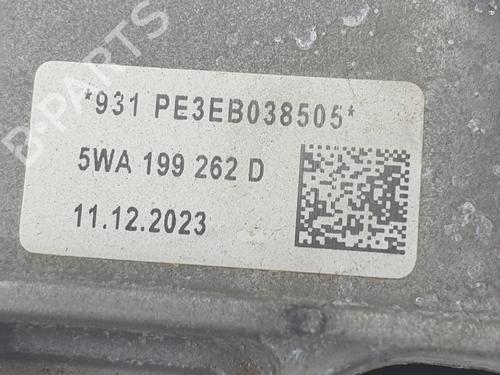 B-PARTS
*931 PE3EB038505*
5WA 199 262 D
11.12.2023